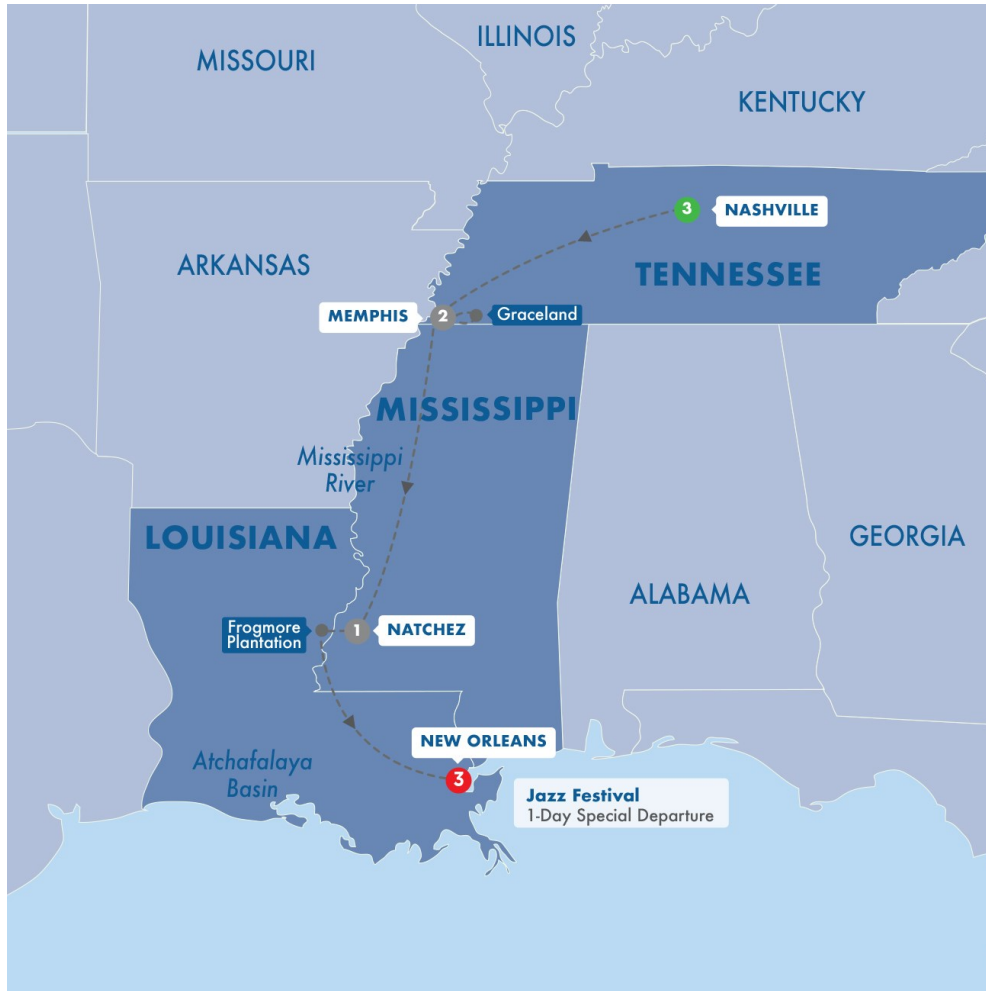 ILLINOIS
MISSOURI
KENTUCKY
3
NASHVILLE
ARKANSAS
TENNESSEE
MEMPHIS
2
Graceland
MISSISSIPPI
Mississippi
River
LOUISIANA
GEORGIA
ALABAMA
Frogmore
Plantation
1
NATCHEZ
NEW ORLEANS
Atchafalaya
Basin
3
Jazz Festival
1-Day Special Departure